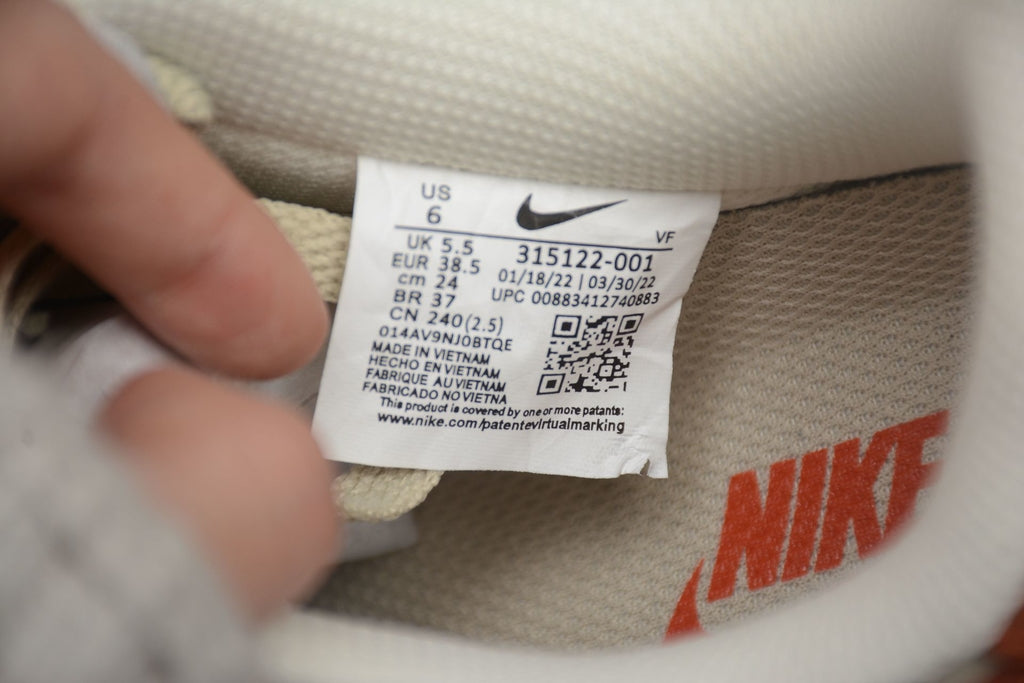 US
6
VF
UK 5.5
EUR 38.5
cm 24
BR 37
CN 240(2.5)
315122-001
01/18/22 | 03/30/22
UPC 00883412740883
014AV9NJ0BTQE
MADE IN VIETNAM
HECHO EN VIETNAM
FABRIQUE AU VIETNAM
FABRICADO NO VIETNA
This product is covered by one or more patants:
www.nike.com/patentevirtualmarking
NIKE